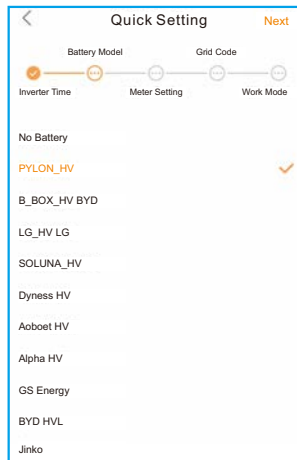 Quick Setting
Next
Battery Model
Grid Code
Inverter Time
Meter Setting
Work Mode
No Battery
PYLON_HV
B_BOX_HV BYD
LG_HV LG
SOLUNA_HV
Dyness HV
Aoboet HV
Alpha HV
GS Energy
BYD HVL
Jinko